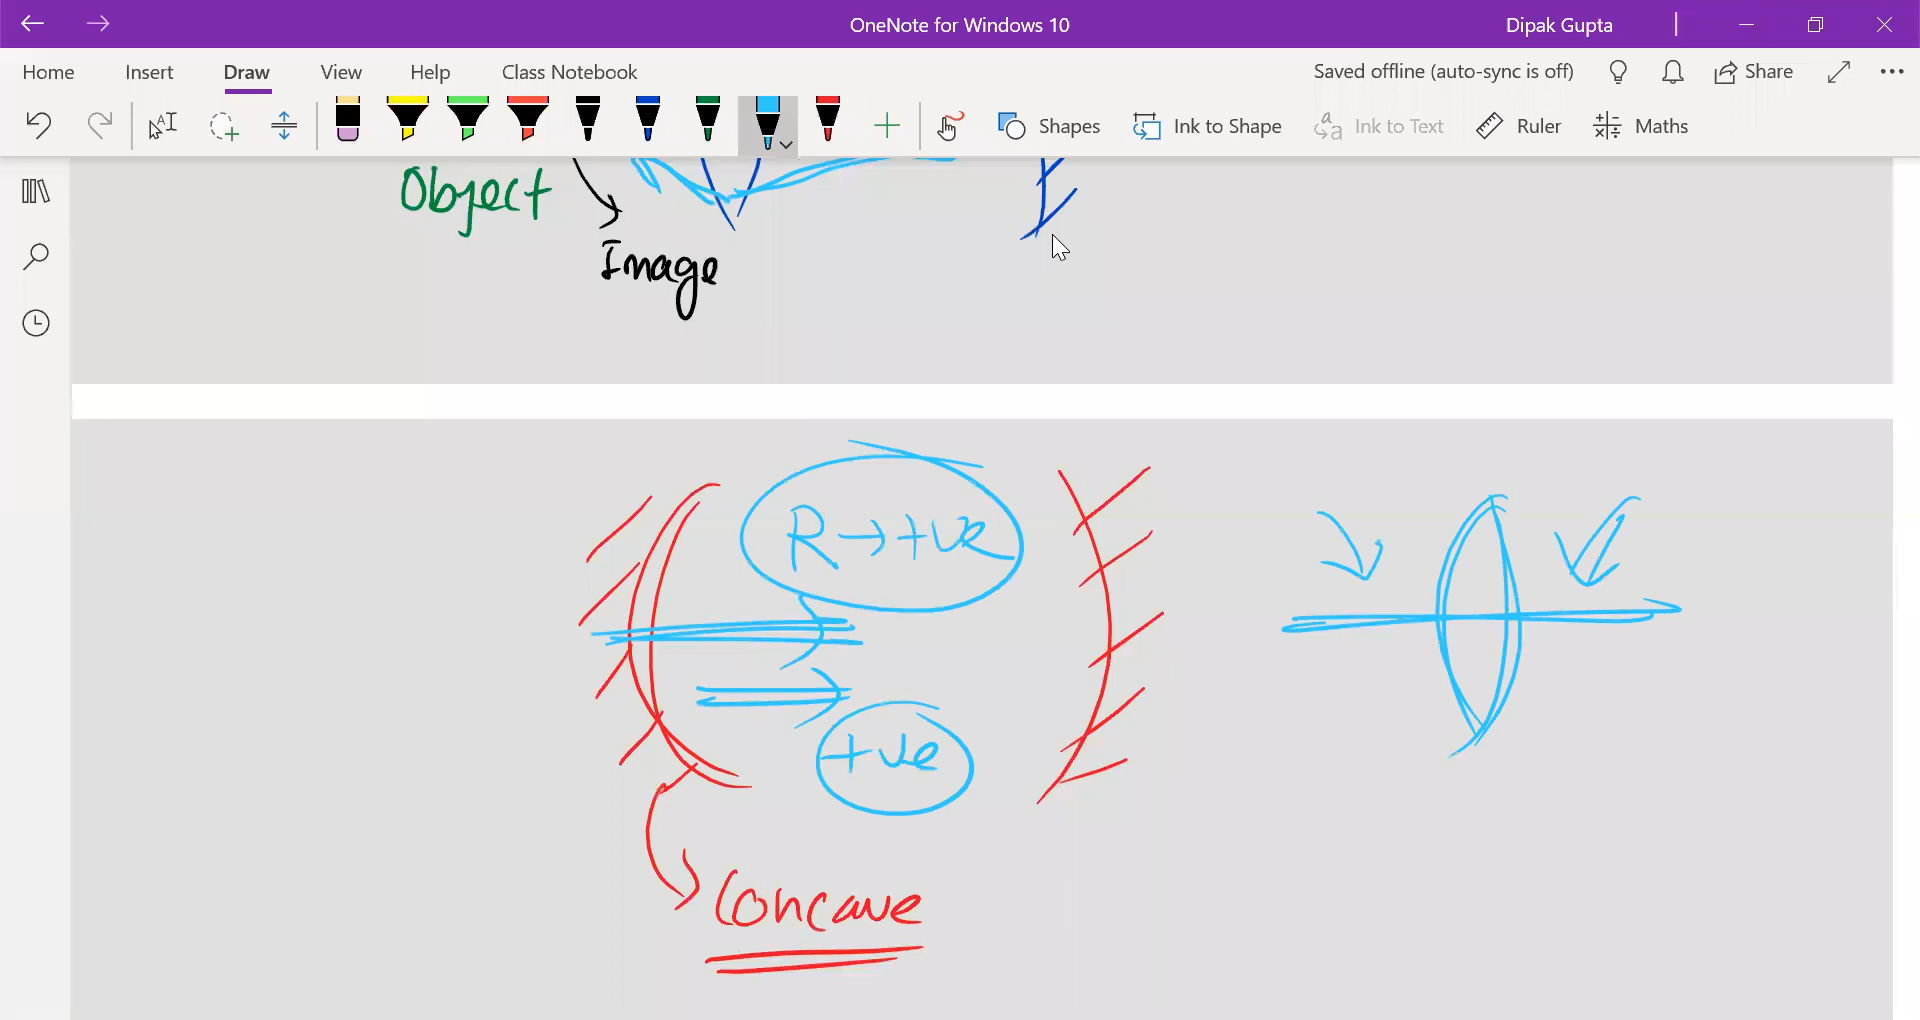 OneNote for Windows 10
Dipak Gupta
Home Insert Draw View Help Class Notebook
Saved offline (auto-sync is off)
Share
Shapes
Ink to Shape
Ink to Text
Ruler
Maths
Object
Image
R→+ve
+ve
Concave